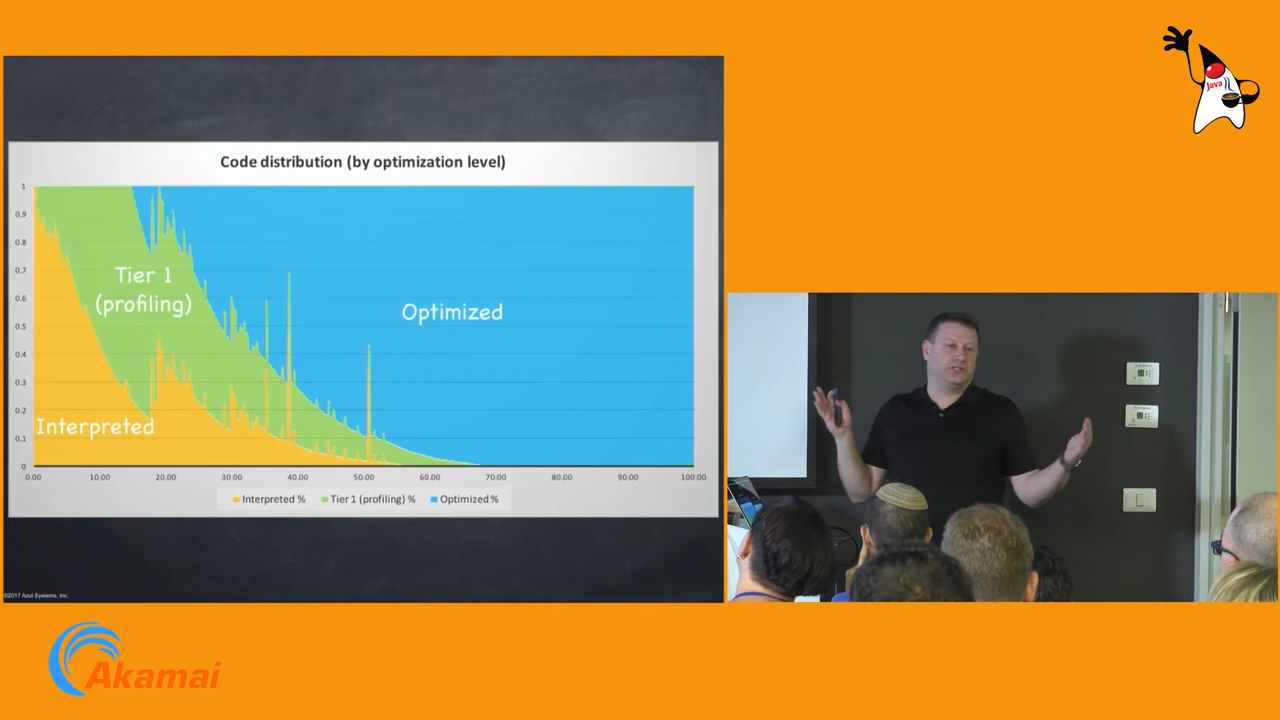 Java
Code distribution (by optimization level)
1
0.9
0.8
0.7
0.6
0.5
0.4
0.3
0.2
0.1
0
Tier 1
(profiling)
Optimized
Interpreted
0.00 10.00 20.00 30.00 40.00 50.00 60.00 70.00 80.00 90.00 100.00
Interpreted % Tier 1 (profiling) % Optimized %
©2017 Azul Systems, Inc.
Akamai